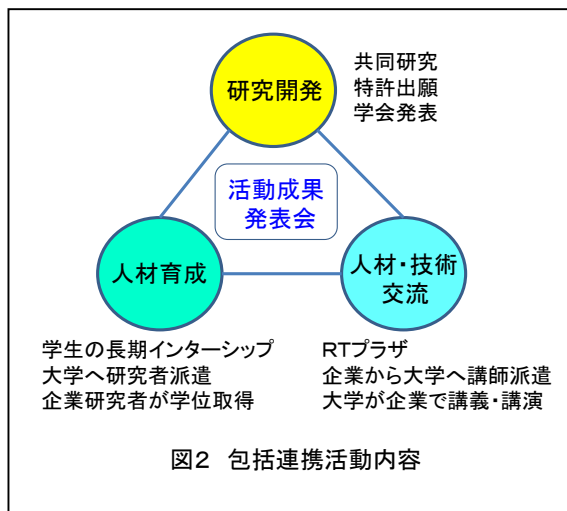 研究開発
共同研究
特許出願
学会発表
活動成果
発表会
人材育成
人材・技術
交流
学生の長期インターシップ
大学へ研究者派遣
企業研究者が学位取得
RTプラザ
企業から大学へ講師派遣
大学が企業で講義・講演
図2 包括連携活動内容